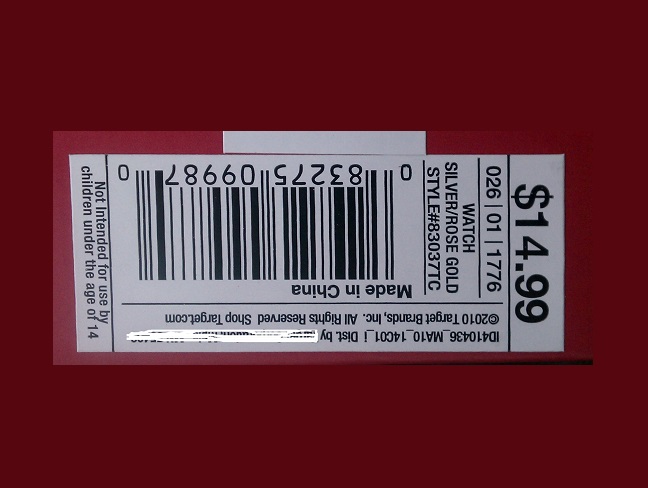 $14.99
026 | 01 | 1776
WATCH
SILVER/ROSE GOLD
STYLE#83037TC
Made in China
0 83275 09987 0
Not Intended for use by
children under the age of 14
ID410436_MA10_14C01_i Dist. by
©2010 Target Brands, Inc. All Rights Reserved Shop Target.com